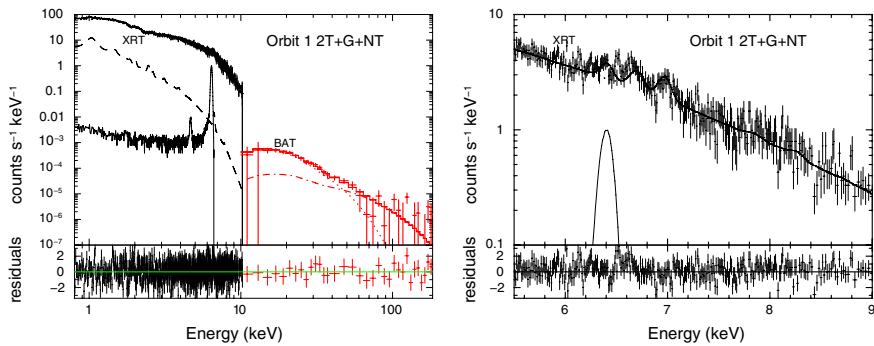 counts s⁻¹ keV⁻¹
100
10
1
0.1
0.01
10⁻³
10⁻⁴
10⁻⁵
10⁻⁶
10⁻⁷
XRT
Orbit 1 2T+G+NT
BAT
residuals
2
0
−2
1
10
100
Energy (keV)
counts s⁻¹ keV⁻¹
10
1
0.1
XRT
Orbit 1 2T+G+NT
residuals
2
0
−2
6
7
8
9
Energy (keV)